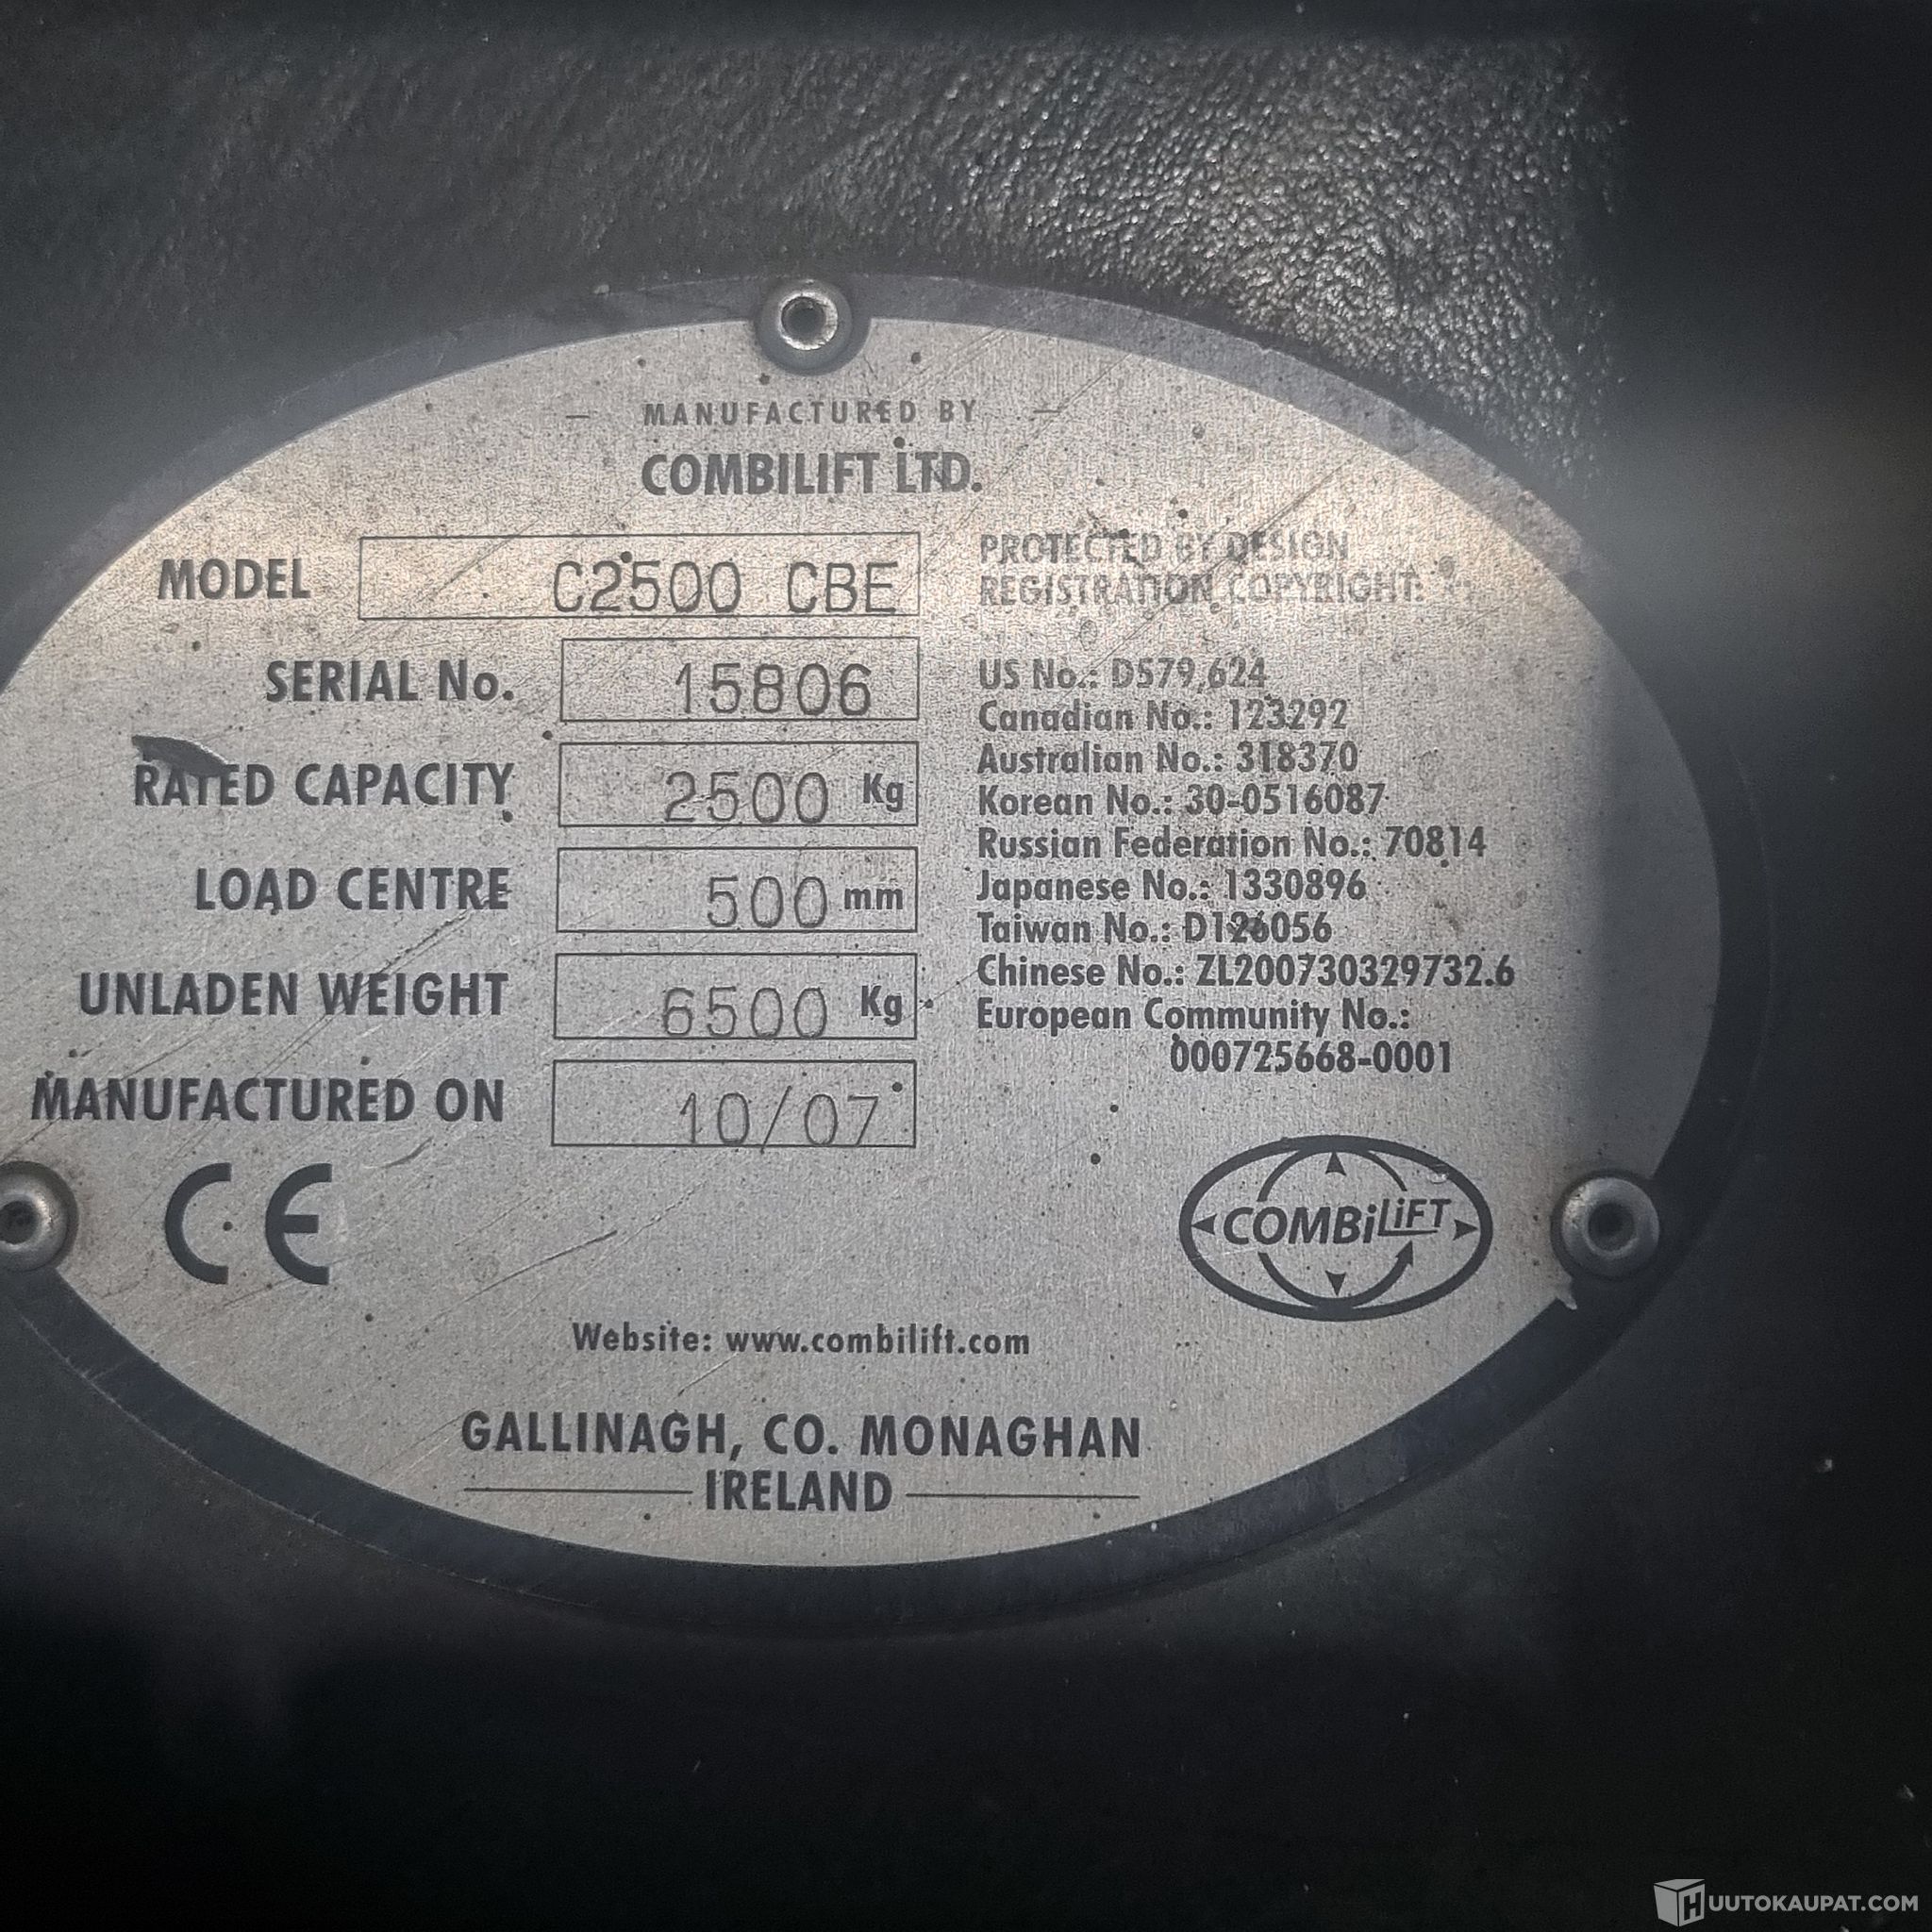 MANUFACTURED BY
COMBILIFT LTD.
MODEL C2500 CBE
SERIAL No. 15806
RATED CAPACITY 2500 Kg
LOAD CENTRE 500 mm
UNLADEN WEIGHT 6500 Kg
MANUFACTURED ON 10/07
PROTECTED BY DESIGN
REGISTRATION COPYRIGHT:
US No.: D579,624
Canadian No.: 123292
Australian No.: 318370
Korean No.: 30-0516087
Russian Federation No.: 70814
Japanese No.: 1330896
Taiwan No.: D126056
Chinese No.: ZL200730329732.6
European Community No.:
000725668-0001
CE
COMBiLiFT
Website: www.combilift.com
GALLINAGH, CO. MONAGHAN
IRELAND
HUUTOKAUPAT.COM